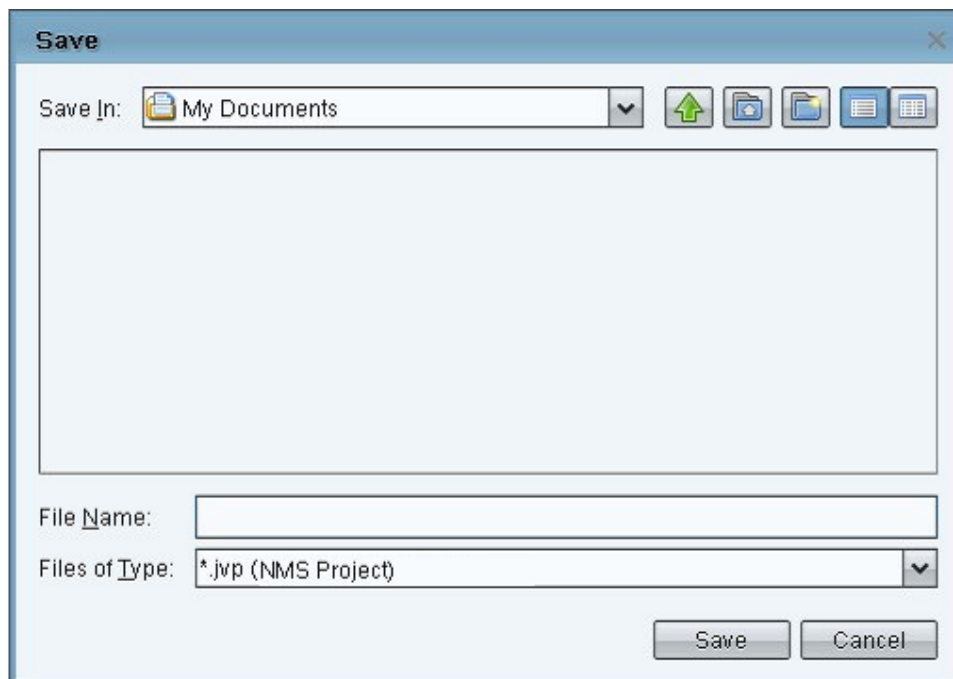 Save
Save In: My Documents
File Name:
Files of Type: *.jvp (NMS Project)
Save Cancel